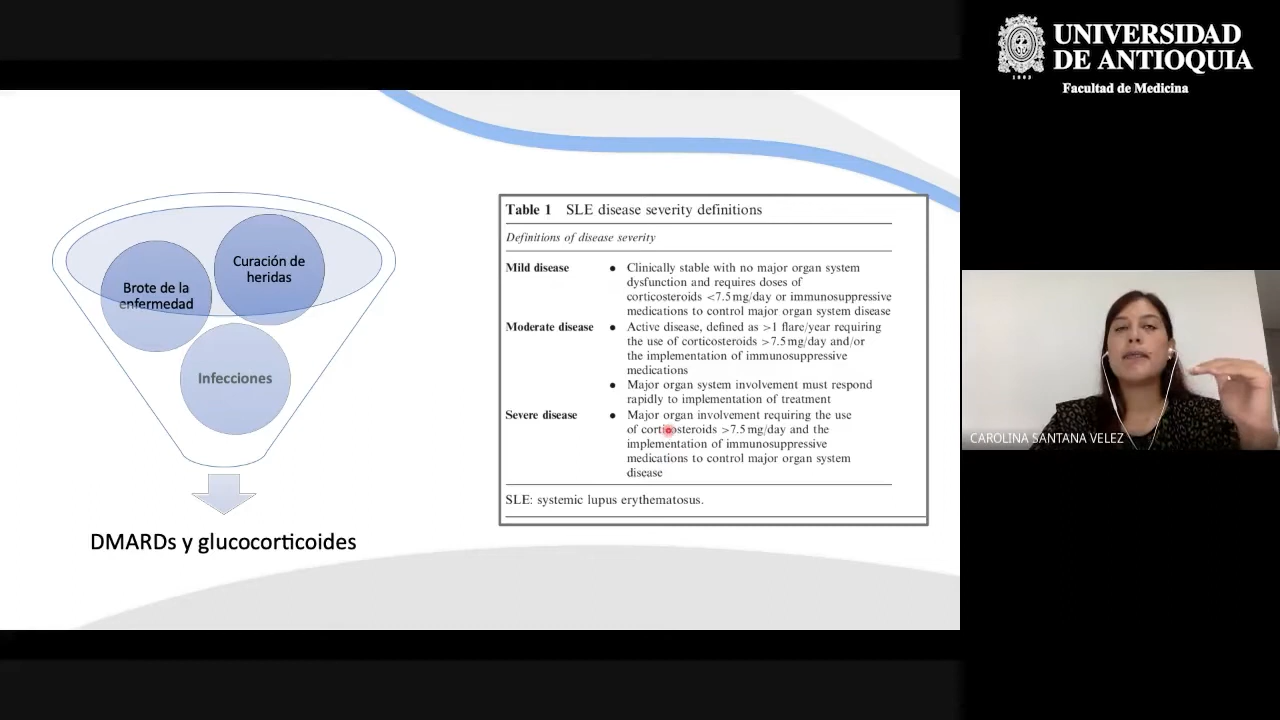 UNIVERSIDAD
DE ANTIOQUIA
1803
Facultad de Medicina
Curación de
heridas
Brote de la
enfermedad
Infecciones
DMARDs y glucocorticoides
Table 1 SLE disease severity definitions
Definitions of disease severity
Mild disease • Clinically stable with no major organ system
dysfunction and requires doses of
corticosteroids <7.5 mg/day or immunosuppressive
medications to control major organ system disease
Moderate disease • Active disease, defined as >1 flare/year requiring
the use of corticosteroids >7.5 mg/day and/or
the implementation of immunosuppressive
medications
• Major organ system involvement must respond
rapidly to implementation of treatment
Severe disease • Major organ involvement requiring the use
of corticosteroids >7.5 mg/day and the
implementation of immunosuppressive
medications to control major organ system
disease
SLE: systemic lupus erythematosus.
CAROLINA SANTANA VELEZ